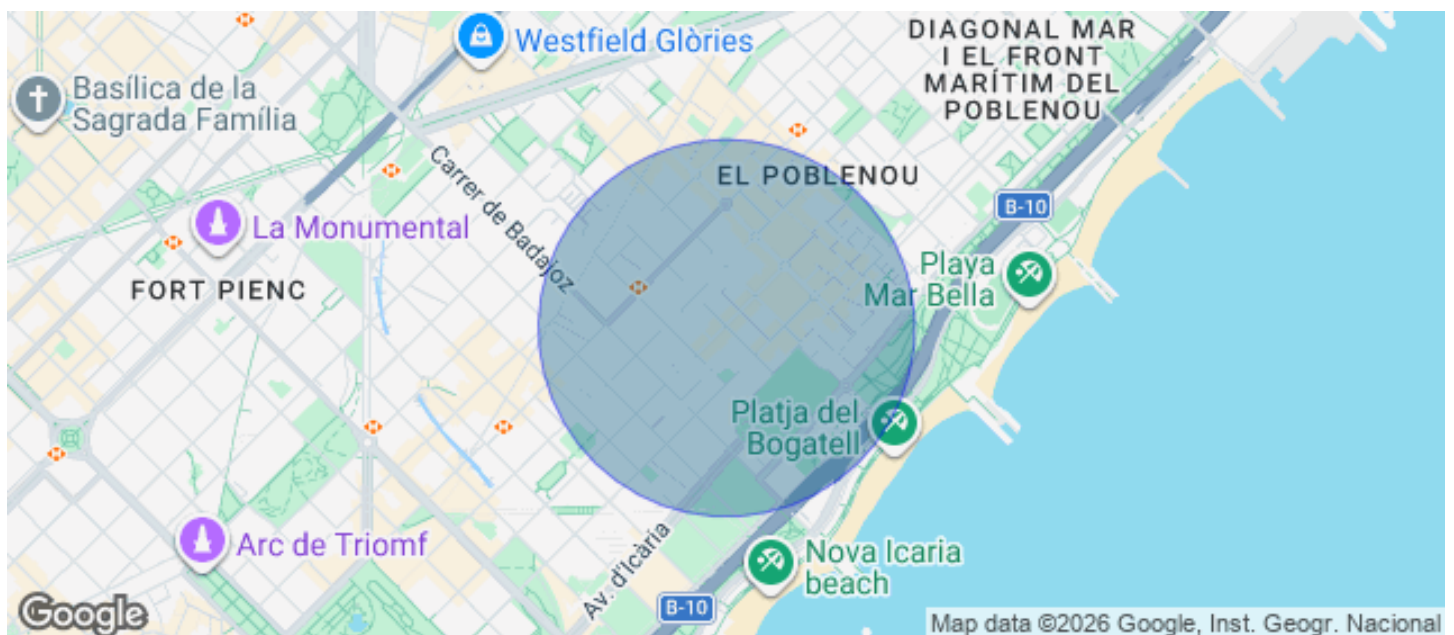 DIAGONAL MAR
I EL FRONT
MARÍTIM DEL
POBLENOU
Westfield Glòries
Basílica de la
Sagrada Família
Carrer de Badajoz
EL POBLENOU
B-10
La Monumental
FORT PIENC
Playa
Mar Bella
Platja del
Bogatell
Arc de Triomf
Av. d'Icària
Nova Icaria
beach
B-10
Google
Map data ©2026 Google, Inst. Geogr. Nacional